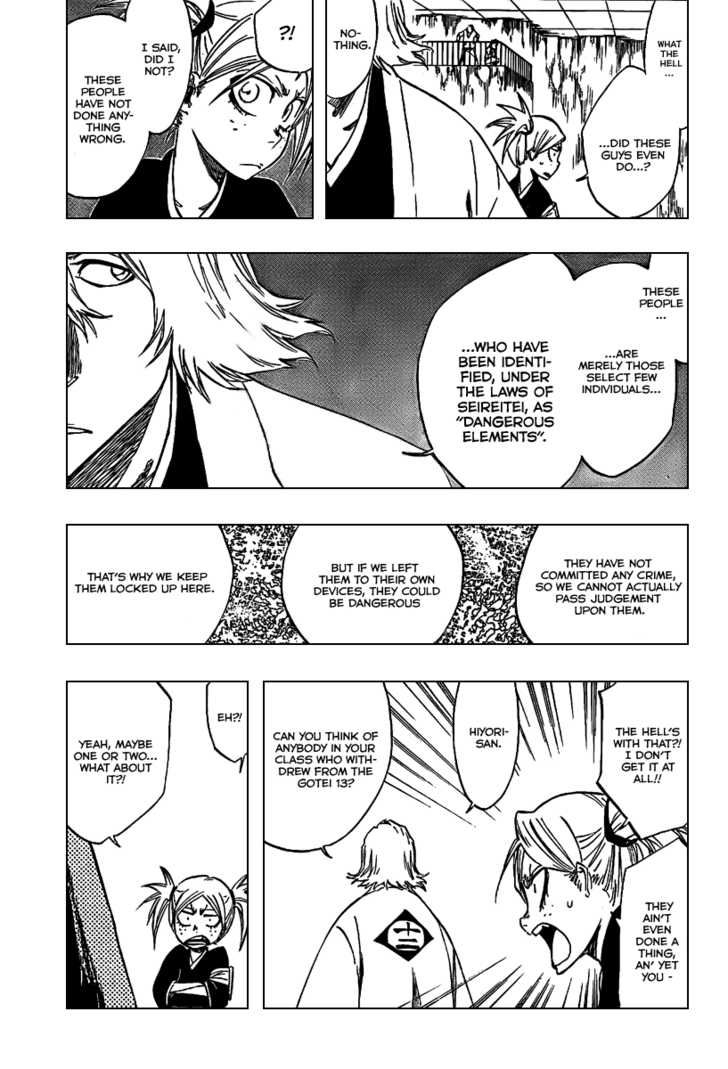 WHAT
THE
HELL
...
...DID THESE
GUYS EVEN
DO...?
NO-
THING.
?!
I SAID,
DID I
NOT?
THESE
PEOPLE
HAVE NOT
DONE ANY-
THING
WRONG.
THESE
PEOPLE
...
...ARE
MERELY THOSE
SELECT FEW
INDIVIDUALS...
...WHO HAVE
BEEN IDENTI-
FIED, UNDER
THE LAWS OF
SEIREITEI, AS
"DANGEROUS
ELEMENTS".
THEY HAVE NOT
COMMITTED ANY CRIME,
SO WE CANNOT ACTUALLY
PASS JUDGEMENT
UPON THEM.
BUT IF WE LEFT
THEM TO THEIR OWN
DEVICES, THEY COULD
BE DANGEROUS
THAT'S WHY WE KEEP
THEM LOCKED UP HERE.
THE HELL'S
WITH THAT?!
I DON'T
GET IT AT
ALL!!
THEY
AIN'T
EVEN
DONE A
THING,
AN' YET
YOU -
HIYORI-
SAN.
CAN YOU THINK OF
ANYBODY IN YOUR
CLASS WHO WITH-
DREW FROM THE
GOTEI 13?
十二
EH?!
YEAH, MAYBE
ONE OR TWO...
WHAT ABOUT
IT?!